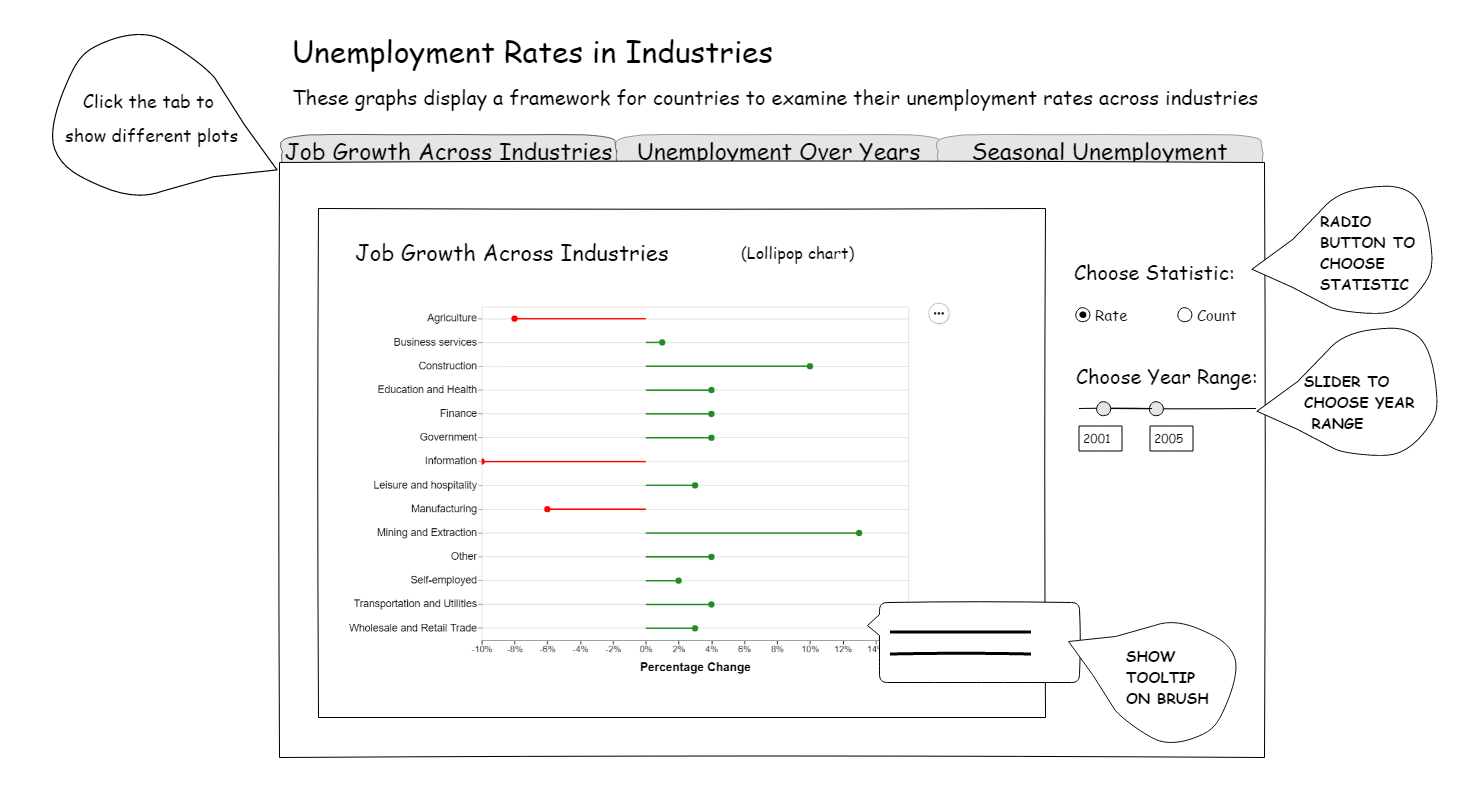 Unemployment Rates in Industries
These graphs display a framework for countries to examine their unemployment rates across industries
Click the tab to
show different plots
Job Growth Across Industries
Unemployment Over Years
Seasonal Unemployment
Job Growth Across Industries
(Lollipop chart)
Agriculture
Business services
Construction
Education and Health
Finance
Government
Information
Leisure and hospitality
Manufacturing
Mining and Extraction
Other
Self-employed
Transportation and Utilities
Wholesale and Retail Trade
-10% -8% -6% -4% -2% 0% 2% 4% 6% 8% 10% 12% 14
Percentage Change
Choose Statistic:
Rate
Count
Choose Year Range:
2001
2005
RADIO
BUTTON TO
CHOOSE
STATISTIC
SLIDER TO
CHOOSE YEAR
RANGE
SHOW
TOOLTIP
ON BRUSH